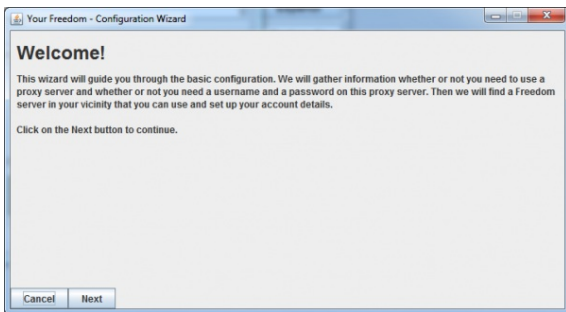 Your Freedom - Configuration Wizard
Welcome!
This wizard will guide you through the basic configuration. We will gather information whether or not you need to use a
proxy server and whether or not you need a username and a password on this proxy server. Then we will find a Freedom
server in your vicinity that you can use and set up your account details.
Click on the Next button to continue.
Cancel Next